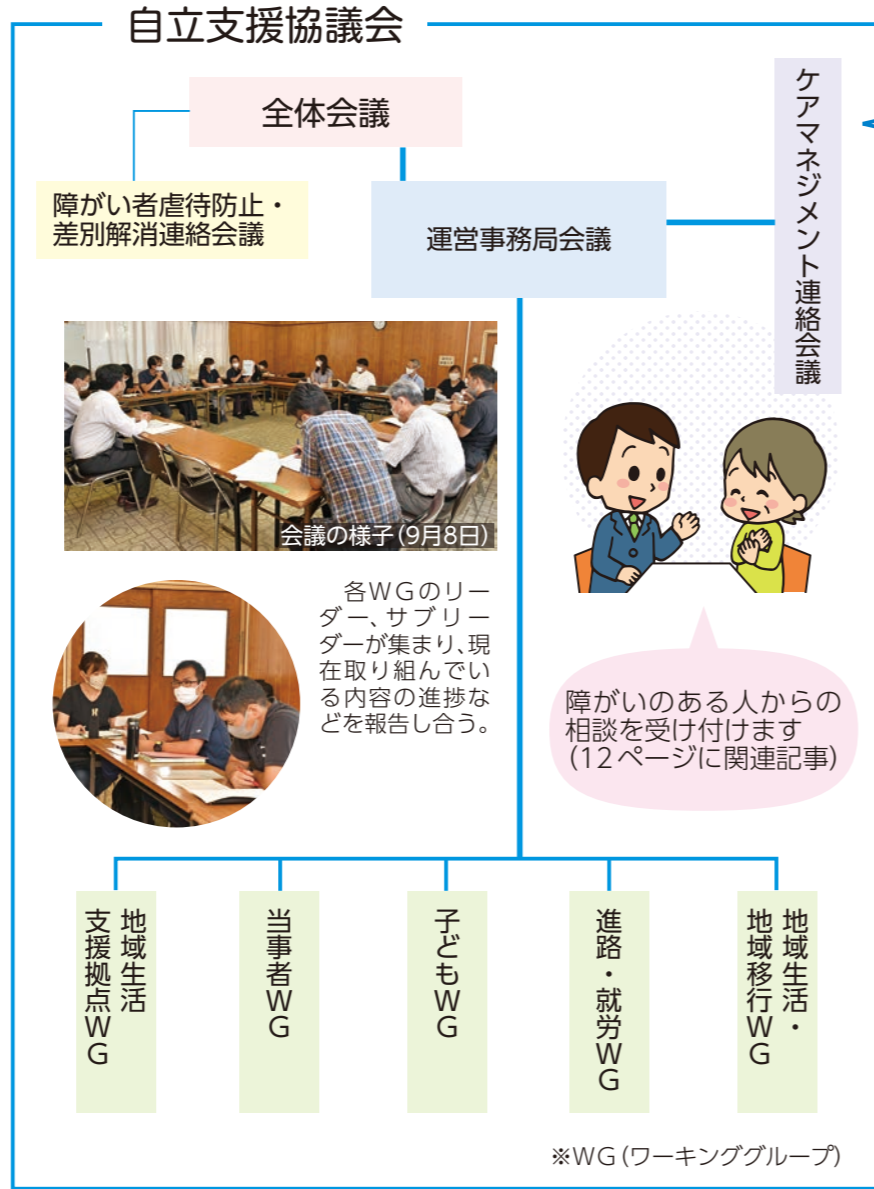 自立支援協議会
全体会議
障がい者虐待防止・
差別解消連絡会議
運営事務局会議
ケアマネジメント連絡会議
会議の様子(9月8日)
各WGのリー
ダー、サブリー
ダーが集まり、現
在取り組んでい
る内容の進捗な
どを報告し合う。
障がいのある人からの
相談を受け付けます
(12ページに関連記事)
地域生活
支援拠点WG
当事者WG
子どもWG
進路・就労WG
地域生活・
地域移行WG
※WG(ワーキンググループ)